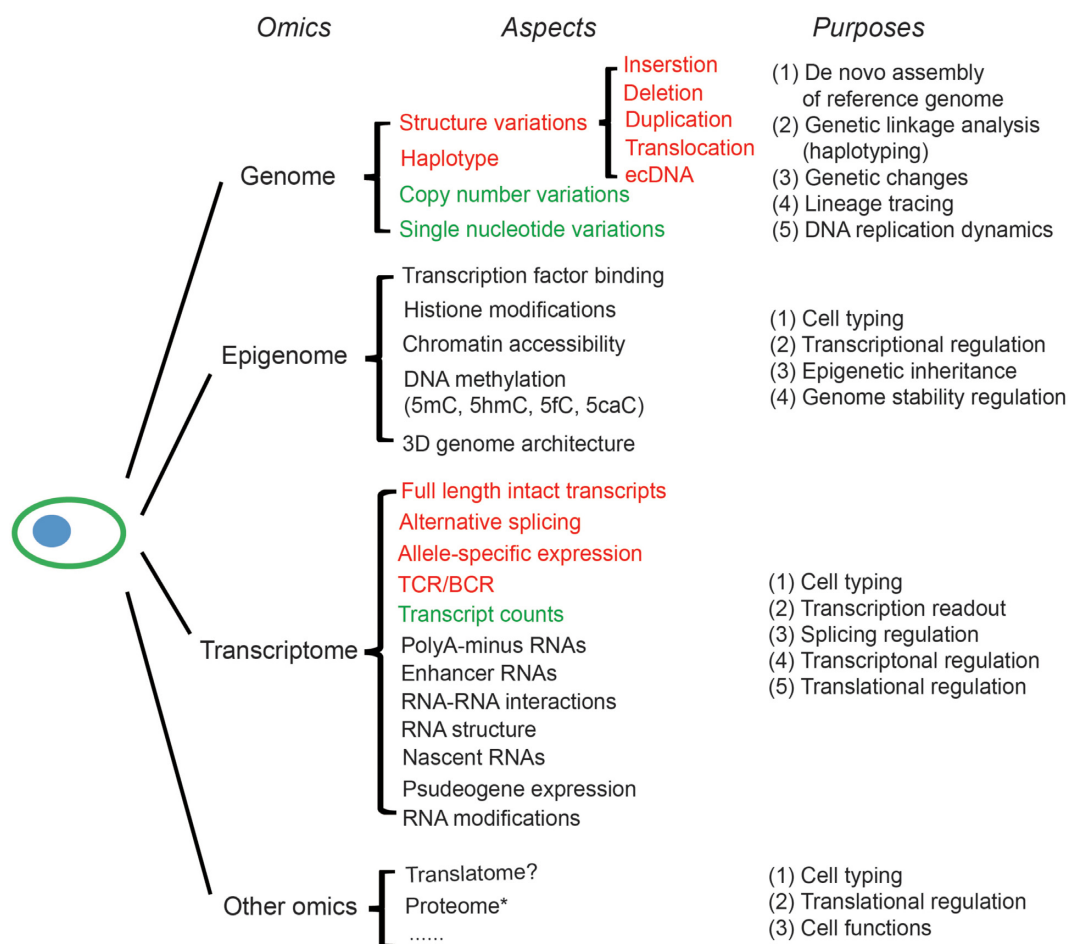 Omics
Aspects
Purposes
Genome
Structure variations
Inserstion
Deletion
Duplication
Translocation
ecDNA
Haplotype
Copy number variations
Single nucleotide variations
(1) De novo assembly
of reference genome
(2) Genetic linkage analysis
(haplotyping)
(3) Genetic changes
(4) Lineage tracing
(5) DNA replication dynamics
Epigenome
Transcription factor binding
Histione modifications
Chromatin accessibility
DNA methylation
(5mC, 5hmC, 5fC, 5caC)
3D genome architecture
(1) Cell typing
(2) Transcriptional regulation
(3) Epigenetic inheritance
(4) Genome stability regulation
Transcriptome
Full length intact transcripts
Alternative splicing
Allele-specific expression
TCR/BCR
Transcript counts
PolyA-minus RNAs
Enhancer RNAs
RNA-RNA interactions
RNA structure
Nascent RNAs
Psudeogene expression
RNA modifications
(1) Cell typing
(2) Transcription readout
(3) Splicing regulation
(4) Transcriptonal regulation
(5) Translational regulation
Other omics
Translatome?
Proteome*
......
(1) Cell typing
(2) Translational regulation
(3) Cell functions